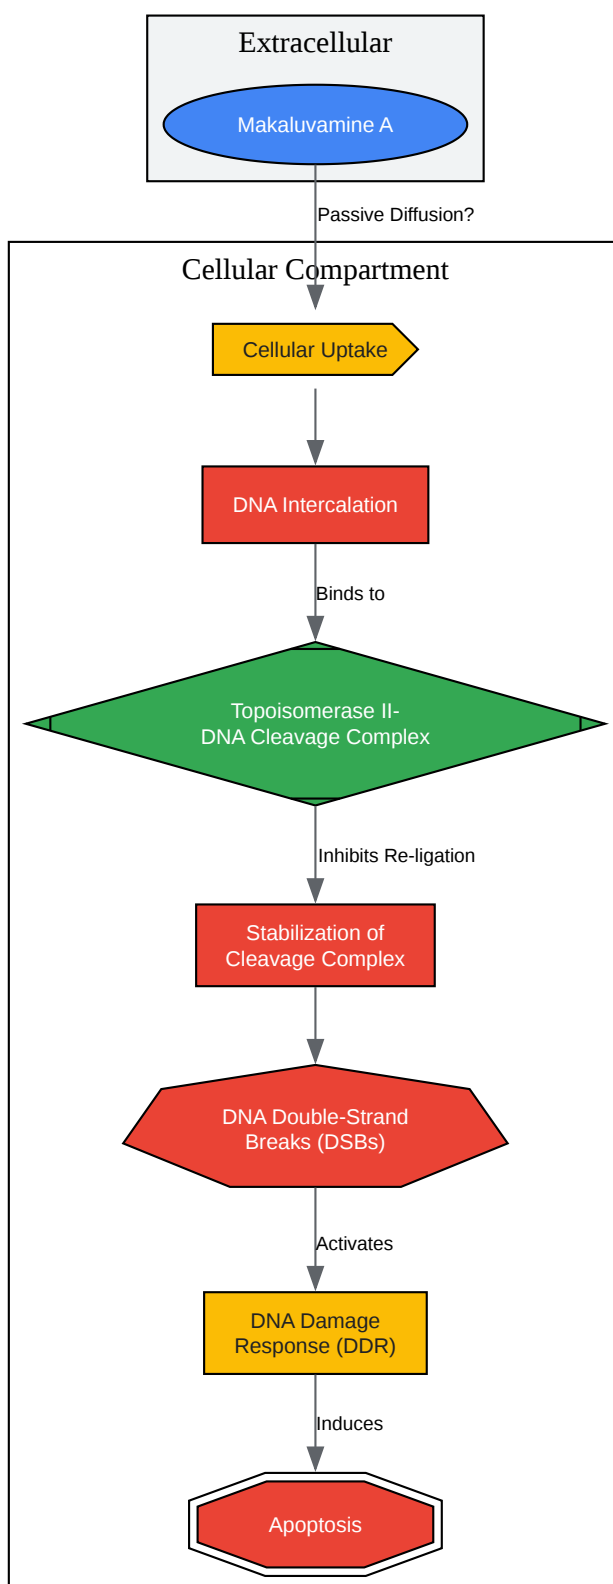 Extracellular
Makaluvamine A
Passive Diffusion?
Cellular Compartment
Cellular Uptake
DNA Intercalation
Binds to
Topoisomerase II-
DNA Cleavage Complex
Inhibits Re-ligation
Stabilization of
Cleavage Complex
DNA Double-Strand
Breaks (DSBs)
Activates
DNA Damage
Response (DDR)
Induces
Apoptosis